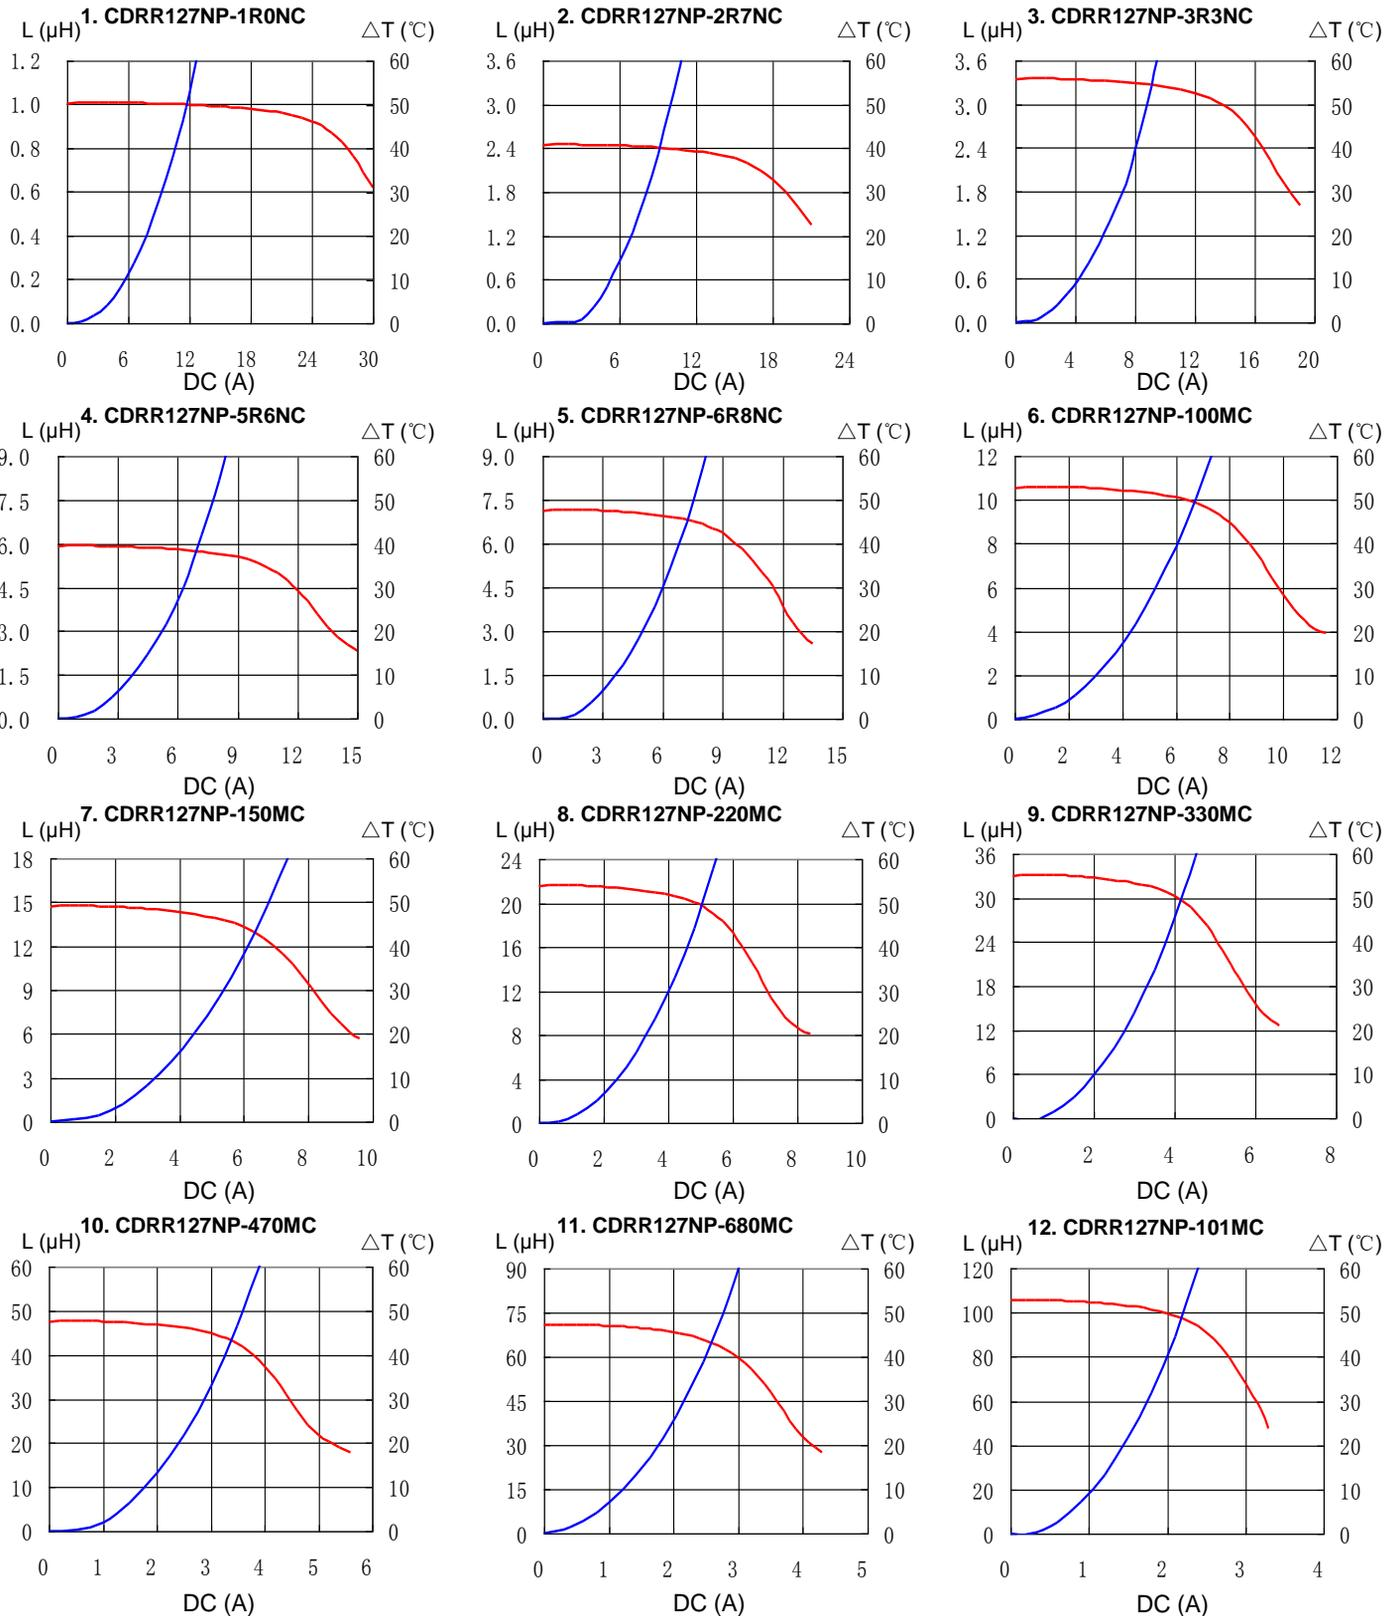 1. CDRR127NP-1R0NC
L (µH)
△T (℃)
1.2
1.0
0.8
0.6
0.4
0.2
0.0
60
50
40
30
20
10
0
0 6 12 18 24 30
DC (A)
2. CDRR127NP-2R7NC
L (µH)
△T (℃)
3.6
3.0
2.4
1.8
1.2
0.6
0.0
60
50
40
30
20
10
0
0 6 12 18 24
DC (A)
3. CDRR127NP-3R3NC
L (µH)
△T (℃)
3.6
3.0
2.4
1.8
1.2
0.6
0.0
60
50
40
30
20
10
0
0 4 8 12 16 20
DC (A)
4. CDRR127NP-5R6NC
L (µH)
△T (℃)
9.0
7.5
6.0
4.5
3.0
1.5
0.0
60
50
40
30
20
10
0
0 3 6 9 12 15
DC (A)
5. CDRR127NP-6R8NC
L (µH)
△T (℃)
9.0
7.5
6.0
4.5
3.0
1.5
0.0
60
50
40
30
20
10
0
0 3 6 9 12 15
DC (A)
6. CDRR127NP-100MC
L (µH)
△T (℃)
12
10
8
6
4
2
0
60
50
40
30
20
10
0
0 2 4 6 8 10 12
DC (A)
7. CDRR127NP-150MC
L (µH)
△T (℃)
18
15
12
9
6
3
0
60
50
40
30
20
10
0
0 2 4 6 8 10
DC (A)
8. CDRR127NP-220MC
L (µH)
△T (℃)
24
20
16
12
8
4
0
60
50
40
30
20
10
0
0 2 4 6 8 10
DC (A)
9. CDRR127NP-330MC
L (µH)
△T (℃)
36
30
24
18
12
6
0
60
50
40
30
20
10
0
0 2 4 6 8
DC (A)
10. CDRR127NP-470MC
L (µH)
△T (℃)
60
50
40
30
20
10
0
60
50
40
30
20
10
0
0 1 2 3 4 5 6
DC (A)
11. CDRR127NP-680MC
L (µH)
△T (℃)
90
75
60
45
30
15
0
60
50
40
30
20
10
0
0 1 2 3 4 5
DC (A)
12. CDRR127NP-101MC
L (µH)
△T (℃)
120
100
80
60
40
20
0
60
50
40
30
20
10
0
0 1 2 3 4
DC (A)